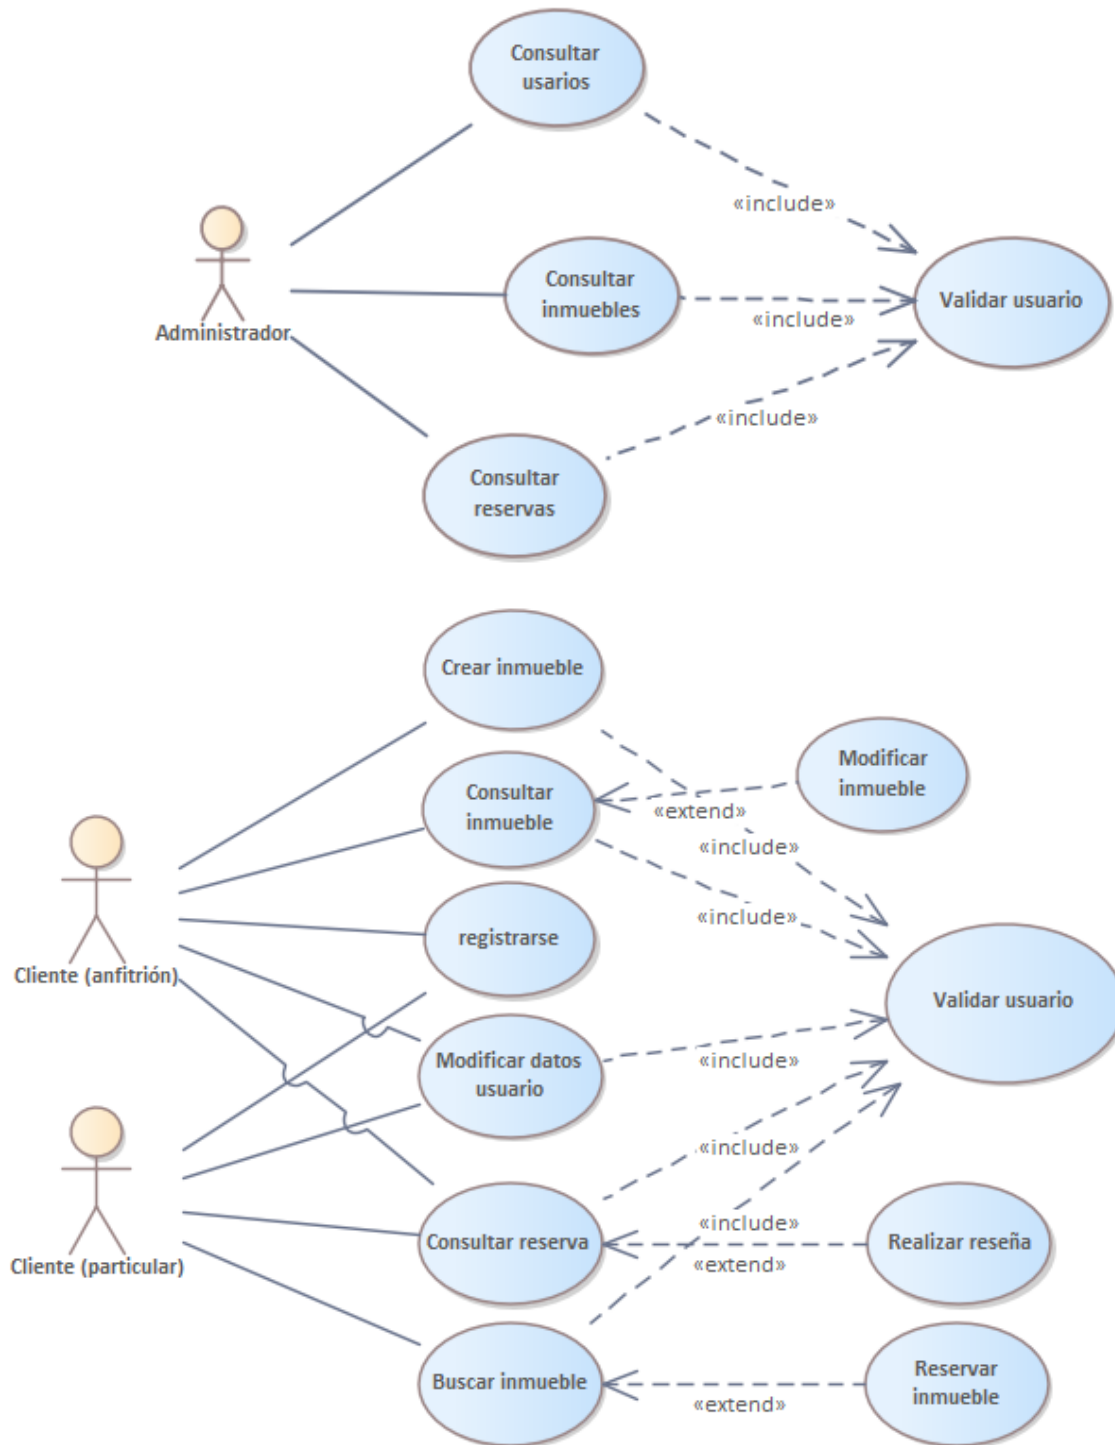 Consultar
usarios
«include»
Administrador
Consultar
inmuebles
«include»
Validar usuario
«include»
Consultar
reservas
Crear inmueble
Modificar
inmueble
Consultar
inmueble
«extend»
«include»
«include»
registrarse
Cliente (anfitrión)
Validar usuario
Modificar datos
usuario
«include»
«include»
Cliente (particular)
«include»
Consultar reserva
Realizar reseña
«extend»
Buscar inmueble
Reservar
inmueble
«extend»